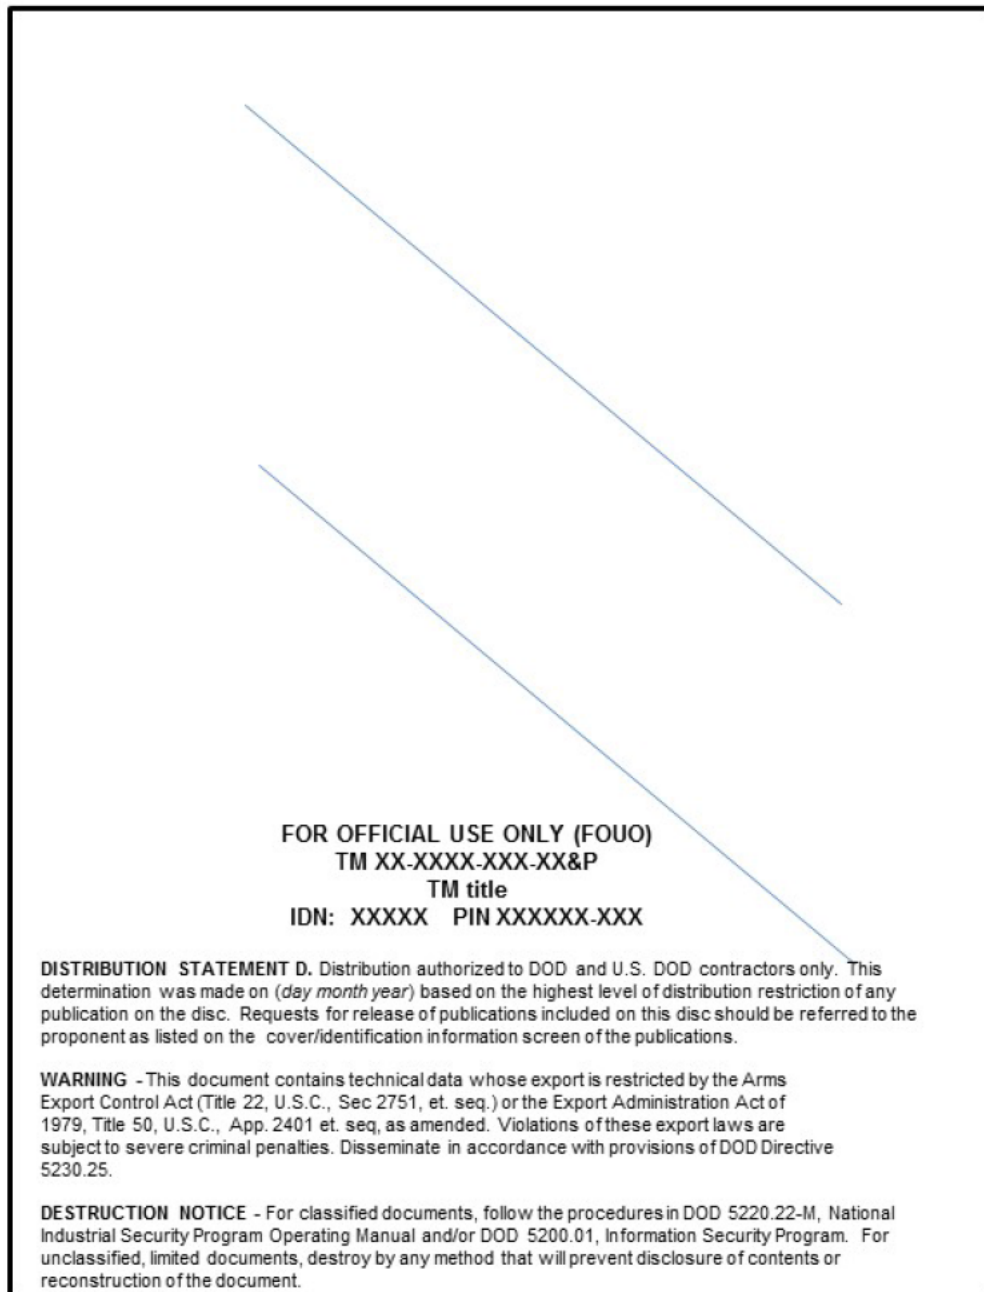 FOR OFFICIAL USE ONLY (FOUO)
TM XX-XXXX-XXX-XX&P
TM title
IDN: XXXXX PIN XXXXXX-XXX
DISTRIBUTION STATEMENT D. Distribution authorized to DOD and U.S. DOD contractors only. This
determination was made on (day month year) based on the highest level of distribution restriction of any
publication on the disc. Requests for release of publications included on this disc should be referred to the
proponent as listed on the cover/identification information screen of the publications.
WARNING - This document contains technical data whose export is restricted by the Arms
Export Control Act (Title 22, U.S.C., Sec 2751, et. seq.) or the Export Administration Act of
1979, Title 50, U.S.C., App. 2401 et. seq, as amended. Violations of these export laws are
subject to severe criminal penalties. Disseminate in accordance with provisions of DOD Directive
5230.25.
DESTRUCTION NOTICE - For classified documents, follow the procedures in DOD 5220.22-M, National
Industrial Security Program Operating Manual and/or DOD 5200.01, Information Security Program. For
unclassified, limited documents, destroy by any method that will prevent disclosure of contents or
reconstruction of the document.